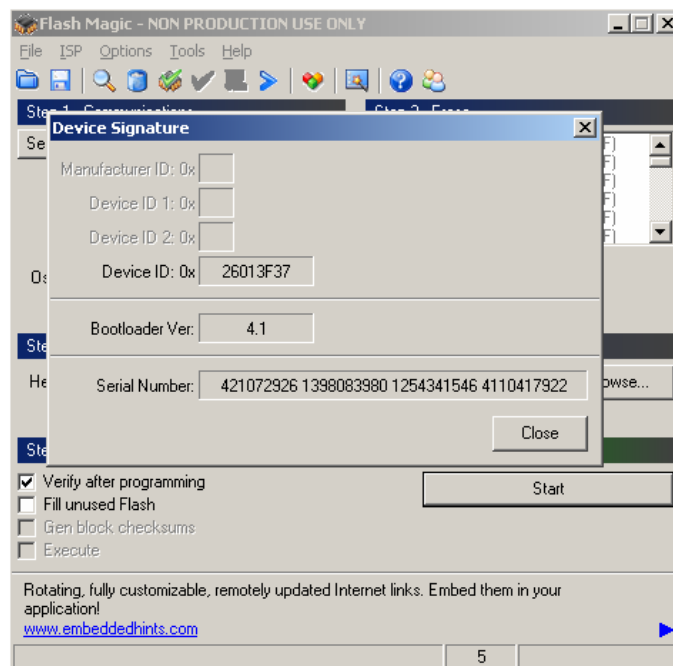 Flash Magic - NON PRODUCTION USE ONLY
File ISP Options Tools Help
Device Signature
Se
Manufacturer ID: 0x
Device ID 1: 0x
Device ID 2: 0x
Device ID: 0x 26013F37
Bootloader Ver: 4.1
Serial Number: 421072926 1398083980 1254341546 4110417922
He
owse...
Close
Ste
Verify after programming
Start
Fill unused Flash
Gen block checksums
Execute
Rotating, fully customizable, remotely updated Internet links. Embed them in your
application!
www.embeddedhints.com
5